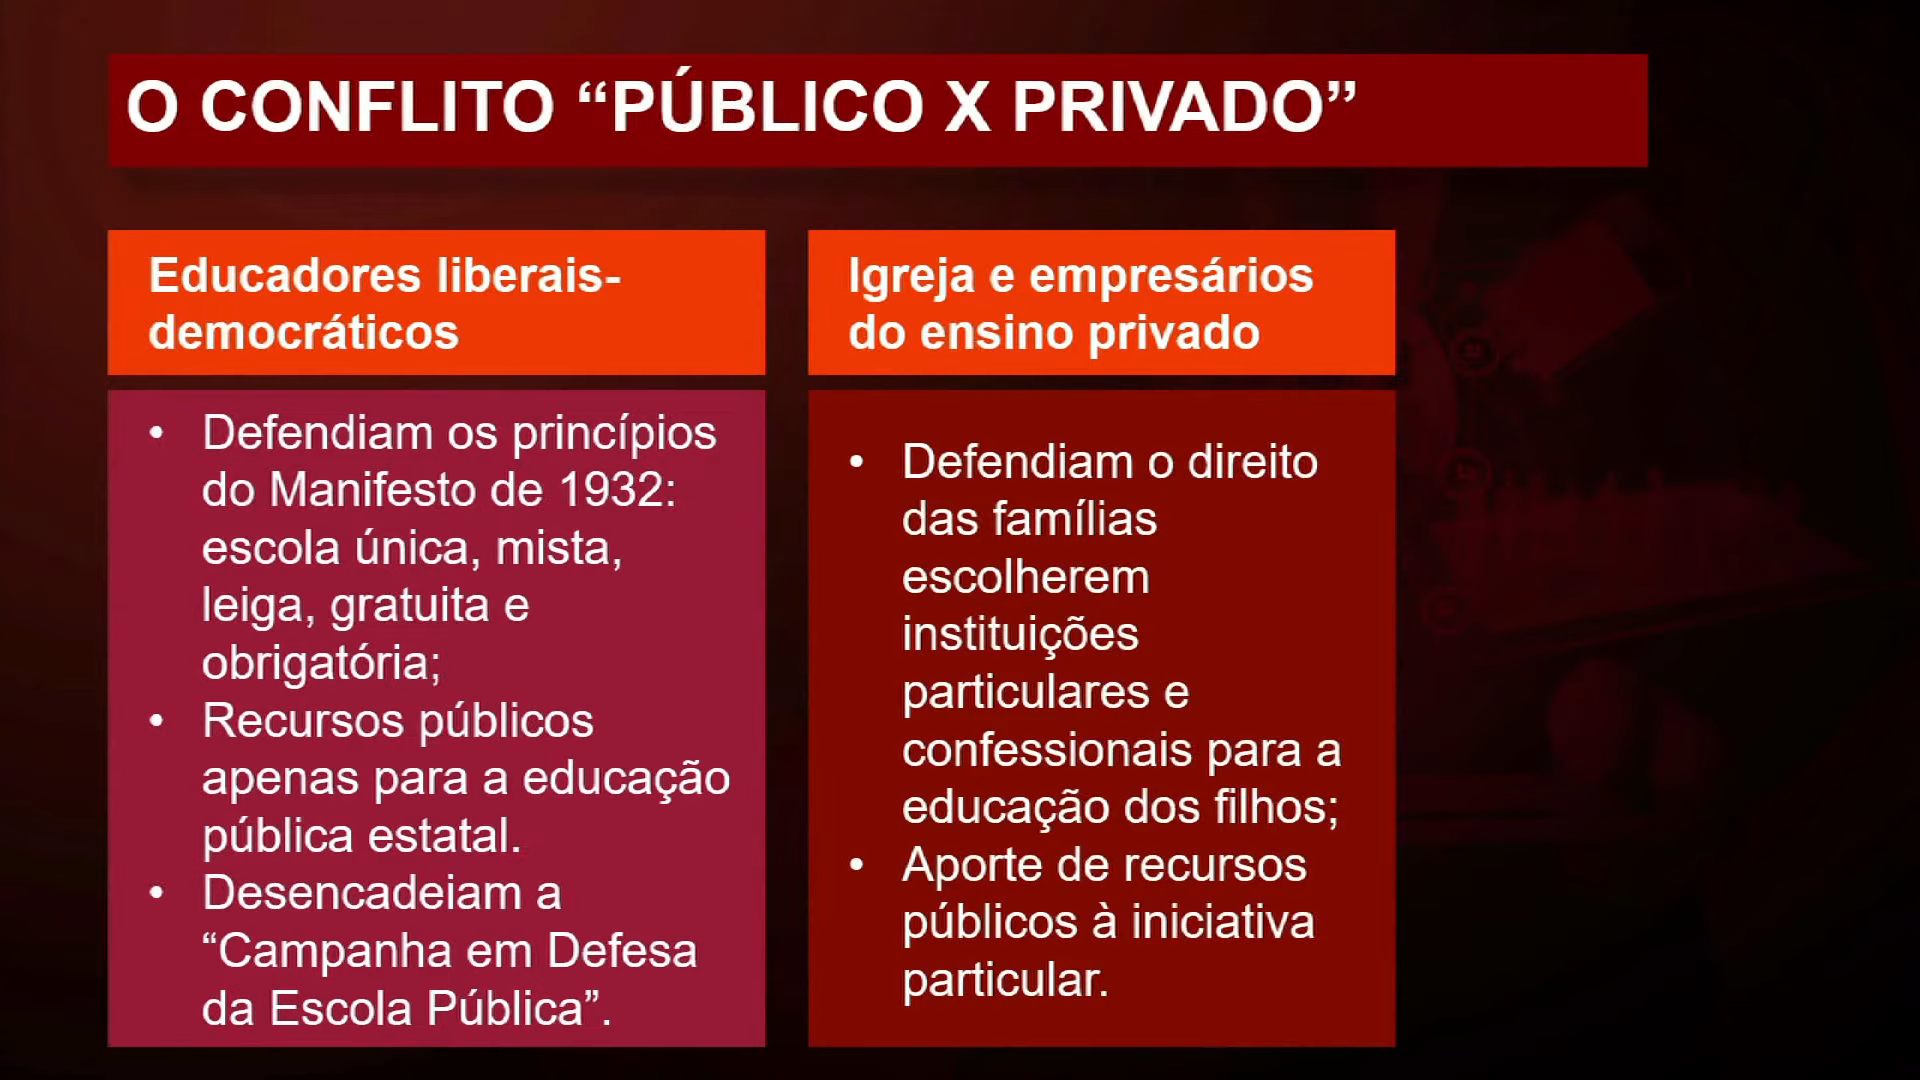 O CONFLITO “PÚBLICO X PRIVADO”
Educadores liberais-
democráticos
• Defendiam os princípios
do Manifesto de 1932:
escola única, mista,
leiga, gratuita e
obrigatória;
• Recursos públicos
apenas para a educação
pública estatal.
• Desencadeiam a
“Campanha em Defesa
da Escola Pública”.
Igreja e empresários
do ensino privado
• Defendiam o direito
das famílias
escolherem
instituições
particulares e
confessionais para a
educação dos filhos;
• Aporte de recursos
públicos à iniciativa
particular.